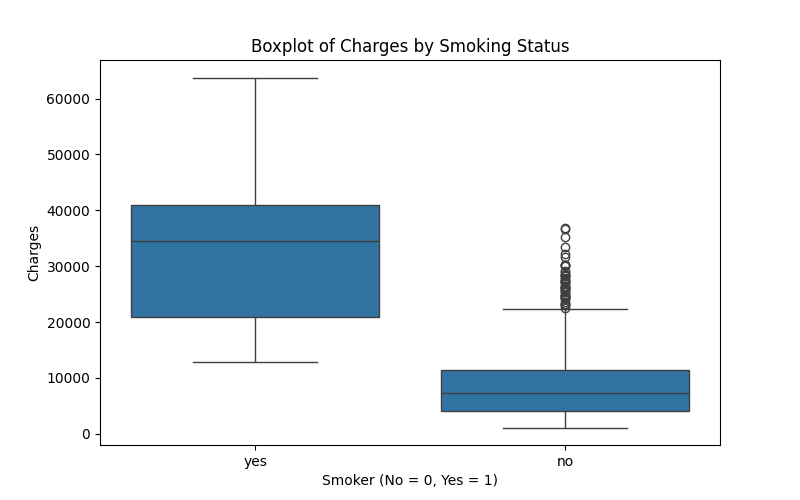 Boxplot of Charges by Smoking Status
60000
50000
40000
30000
20000
10000
0
Charges
yes no
Smoker (No = 0, Yes = 1)